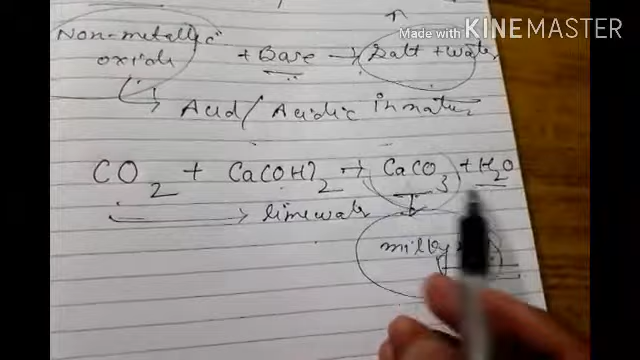 Made with KINEMASTER
Non-metallic
oxide + Base → Salt + water
Acid/Acidic in nature
CO2 + Ca(OH)2 → CaCO3 + H2O
limewater
milky